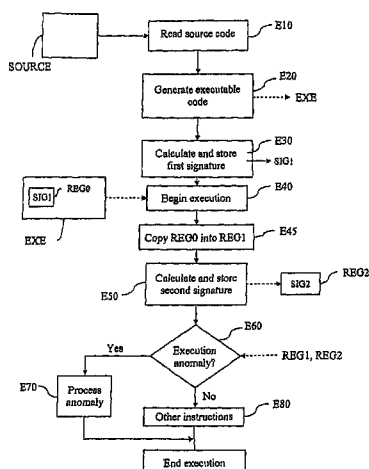 SOURCE
Read source code
E10
Generate executable
code
E20
EXE
Calculate and store
first signature
E30
SIG1
SIG1
REG0
EXE
Begin execution
E40
Copy REG0 into REG1
E45
Calculate and store
second signature
E50
SIG2
REG2
Execution
anomaly?
E60
REG1, REG2
Yes
No
E70
Process
anomaly
Other instructions
E80
End execution